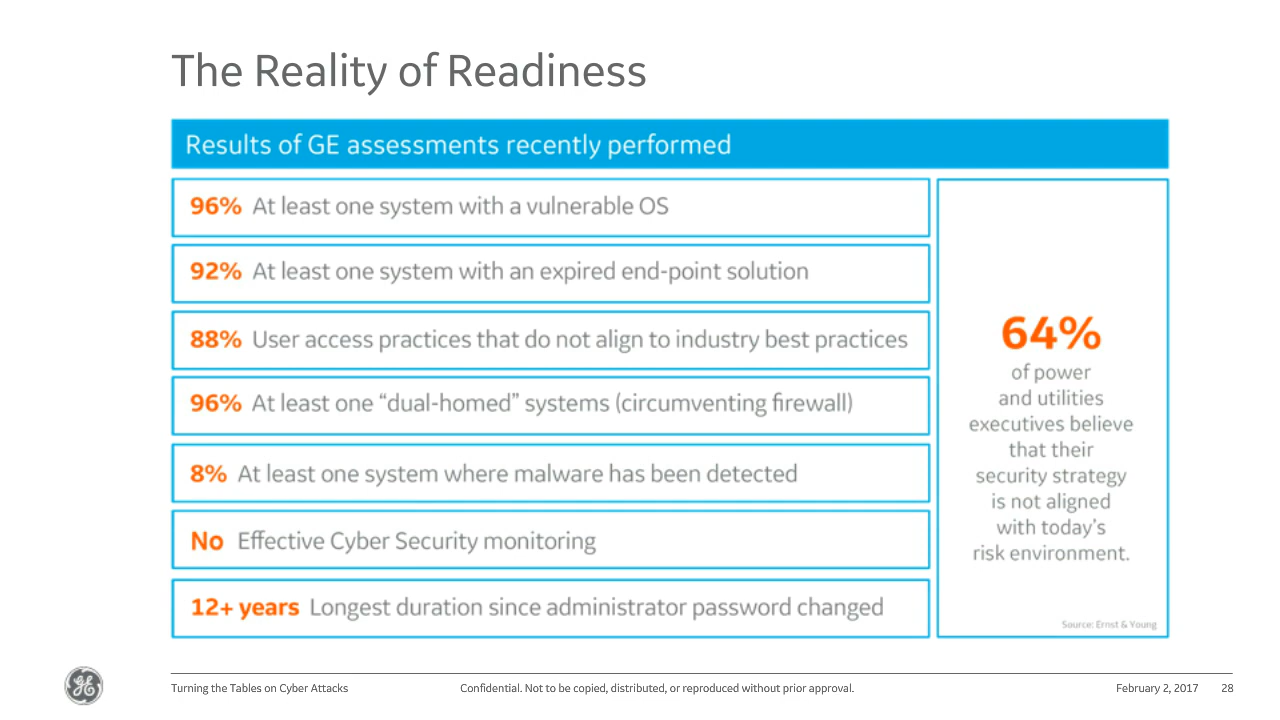 The Reality of Readiness
Results of GE assessments recently performed
96% At least one system with a vulnerable OS
92% At least one system with an expired end-point solution
88% User access practices that do not align to industry best practices
96% At least one “dual-homed” systems (circumventing firewall)
8% At least one system where malware has been detected
No Effective Cyber Security monitoring
12+ years Longest duration since administrator password changed
64%
of power
and utilities
executives believe
that their
security strategy
is not aligned
with today’s
risk environment.
Source: Ernst & Young
GE
Turning the Tables on Cyber Attacks
Confidential. Not to be copied, distributed, or reproduced without prior approval.
February 2, 2017
28